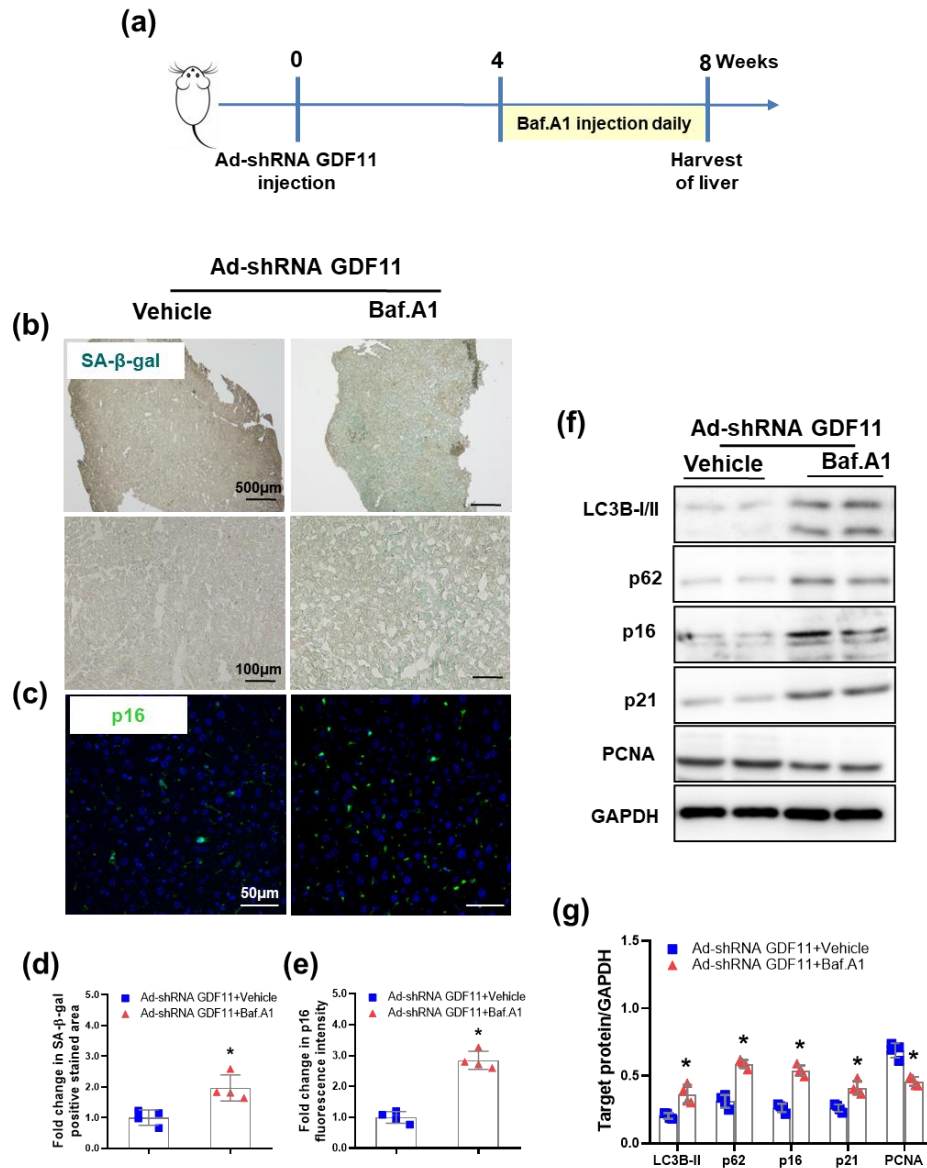 (a)
0
4
8 Weeks
Baf.A1 injection daily
Ad-shRNA GDF11
injection
Harvest
of liver
Ad-shRNA GDF11
Vehicle
Baf.A1
(b)
SA-β-gal
500μm
100μm
(c)
p16
50μm
(f)
Ad-shRNA GDF11
Vehicle
Baf.A1
LC3B-I/II
p62
p16
p21
PCNA
GAPDH
(d)
Fold change in SA-β-gal
positive stained area
5.0
4.0
3.0
2.0
1.0
0.0
Ad-shRNA GDF11+Vehicle
Ad-shRNA GDF11+Baf.A1
*
(e)
Fold change in p16
fluorescence intensity
5.0
4.0
3.0
2.0
1.0
0.0
Ad-shRNA GDF11+Vehicle
Ad-shRNA GDF11+Baf.A1
*
(g)
Target protein/GAPDH
1.5
1.0
0.5
0.0
Ad-shRNA GDF11+Vehicle
Ad-shRNA GDF11+Baf.A1
* * * * *
LC3B-II p62 p16 p21 PCNA